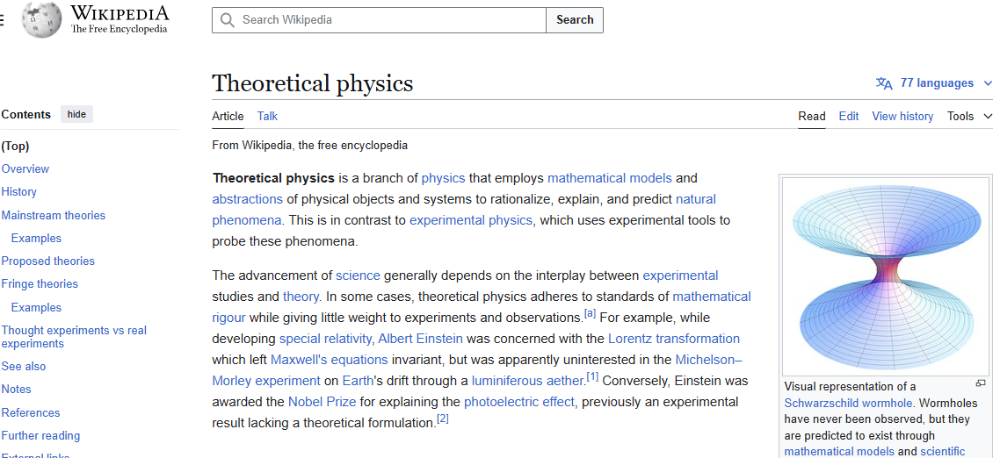 WIKIPEDIA
The Free Encyclopedia
Search Wikipedia
Search
Theoretical physics
77 languages
Contents
hide
Article
Talk
Read
Edit
View history
Tools
(Top)
Overview
History
Mainstream theories
Examples
Proposed theories
Fringe theories
Examples
Thought experiments vs real
experiments
See also
Notes
References
Further reading
External links
From Wikipedia, the free encyclopedia
Theoretical physics is a branch of physics that employs mathematical models and
abstractions of physical objects and systems to rationalize, explain, and predict natural
phenomena. This is in contrast to experimental physics, which uses experimental tools to
probe these phenomena.
The advancement of science generally depends on the interplay between experimental
studies and theory. In some cases, theoretical physics adheres to standards of mathematical
rigour while giving little weight to experiments and observations.[a] For example, while
developing special relativity, Albert Einstein was concerned with the Lorentz transformation
which left Maxwell's equations invariant, but was apparently uninterested in the Michelson–
Morley experiment on Earth's drift through a luminiferous aether.[1] Conversely, Einstein was
awarded the Nobel Prize for explaining the photoelectric effect, previously an experimental
result lacking a theoretical formulation.[2]
Visual representation of a
Schwarzschild wormhole. Wormholes
have never been observed, but they
are predicted to exist through
mathematical models and scientific